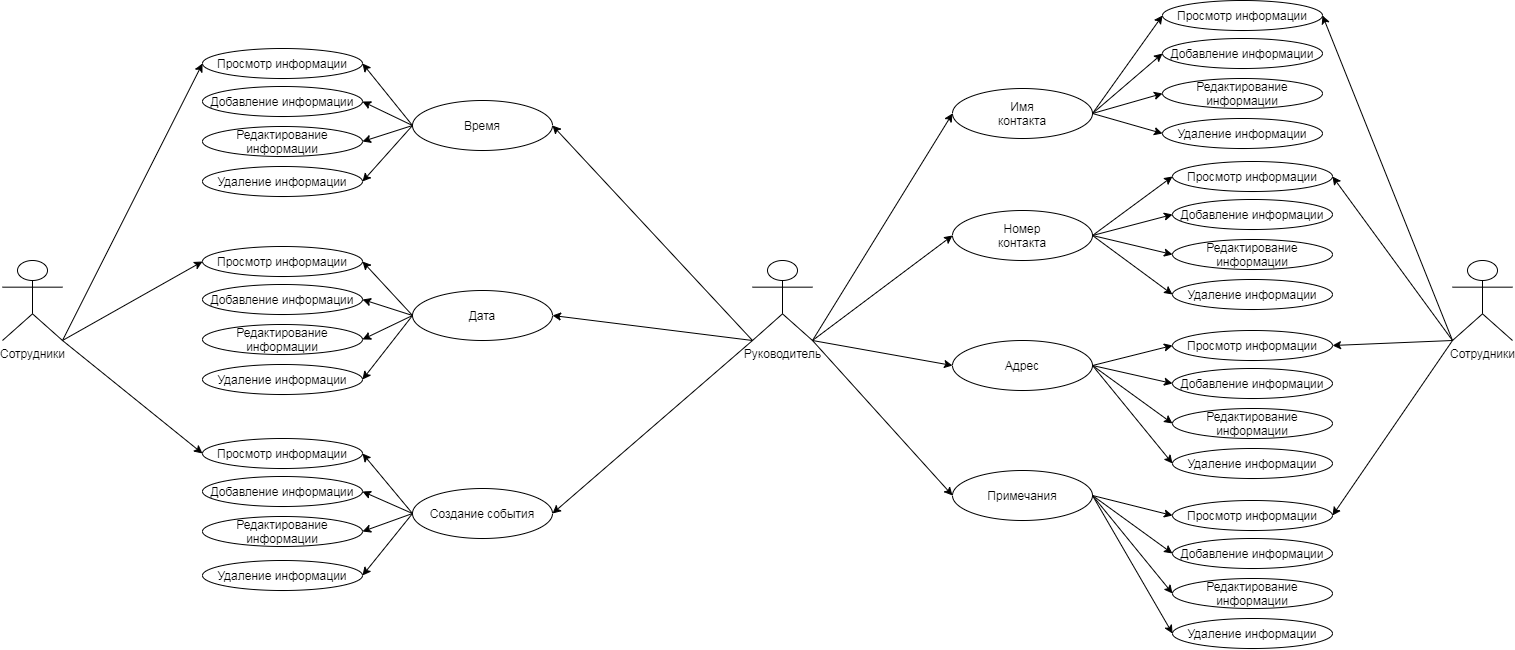 Просмотр информации
Добавление информации
Редактирование
информации
Удаление информации
Время
Просмотр информации
Добавление информации
Редактирование
информации
Удаление информации
Дата
Просмотр информации
Добавление информации
Редактирование
информации
Удаление информации
Создание события
Сотрудники
Руководитель
Имя
контакта
Просмотр информации
Добавление информации
Редактирование
информации
Удаление информации
Номер
контакта
Просмотр информации
Добавление информации
Редактирование
информации
Удаление информации
Адрес
Просмотр информации
Добавление информации
Редактирование
информации
Удаление информации
Примечания
Просмотр информации
Добавление информации
Редактирование
информации
Удаление информации
Сотрудники